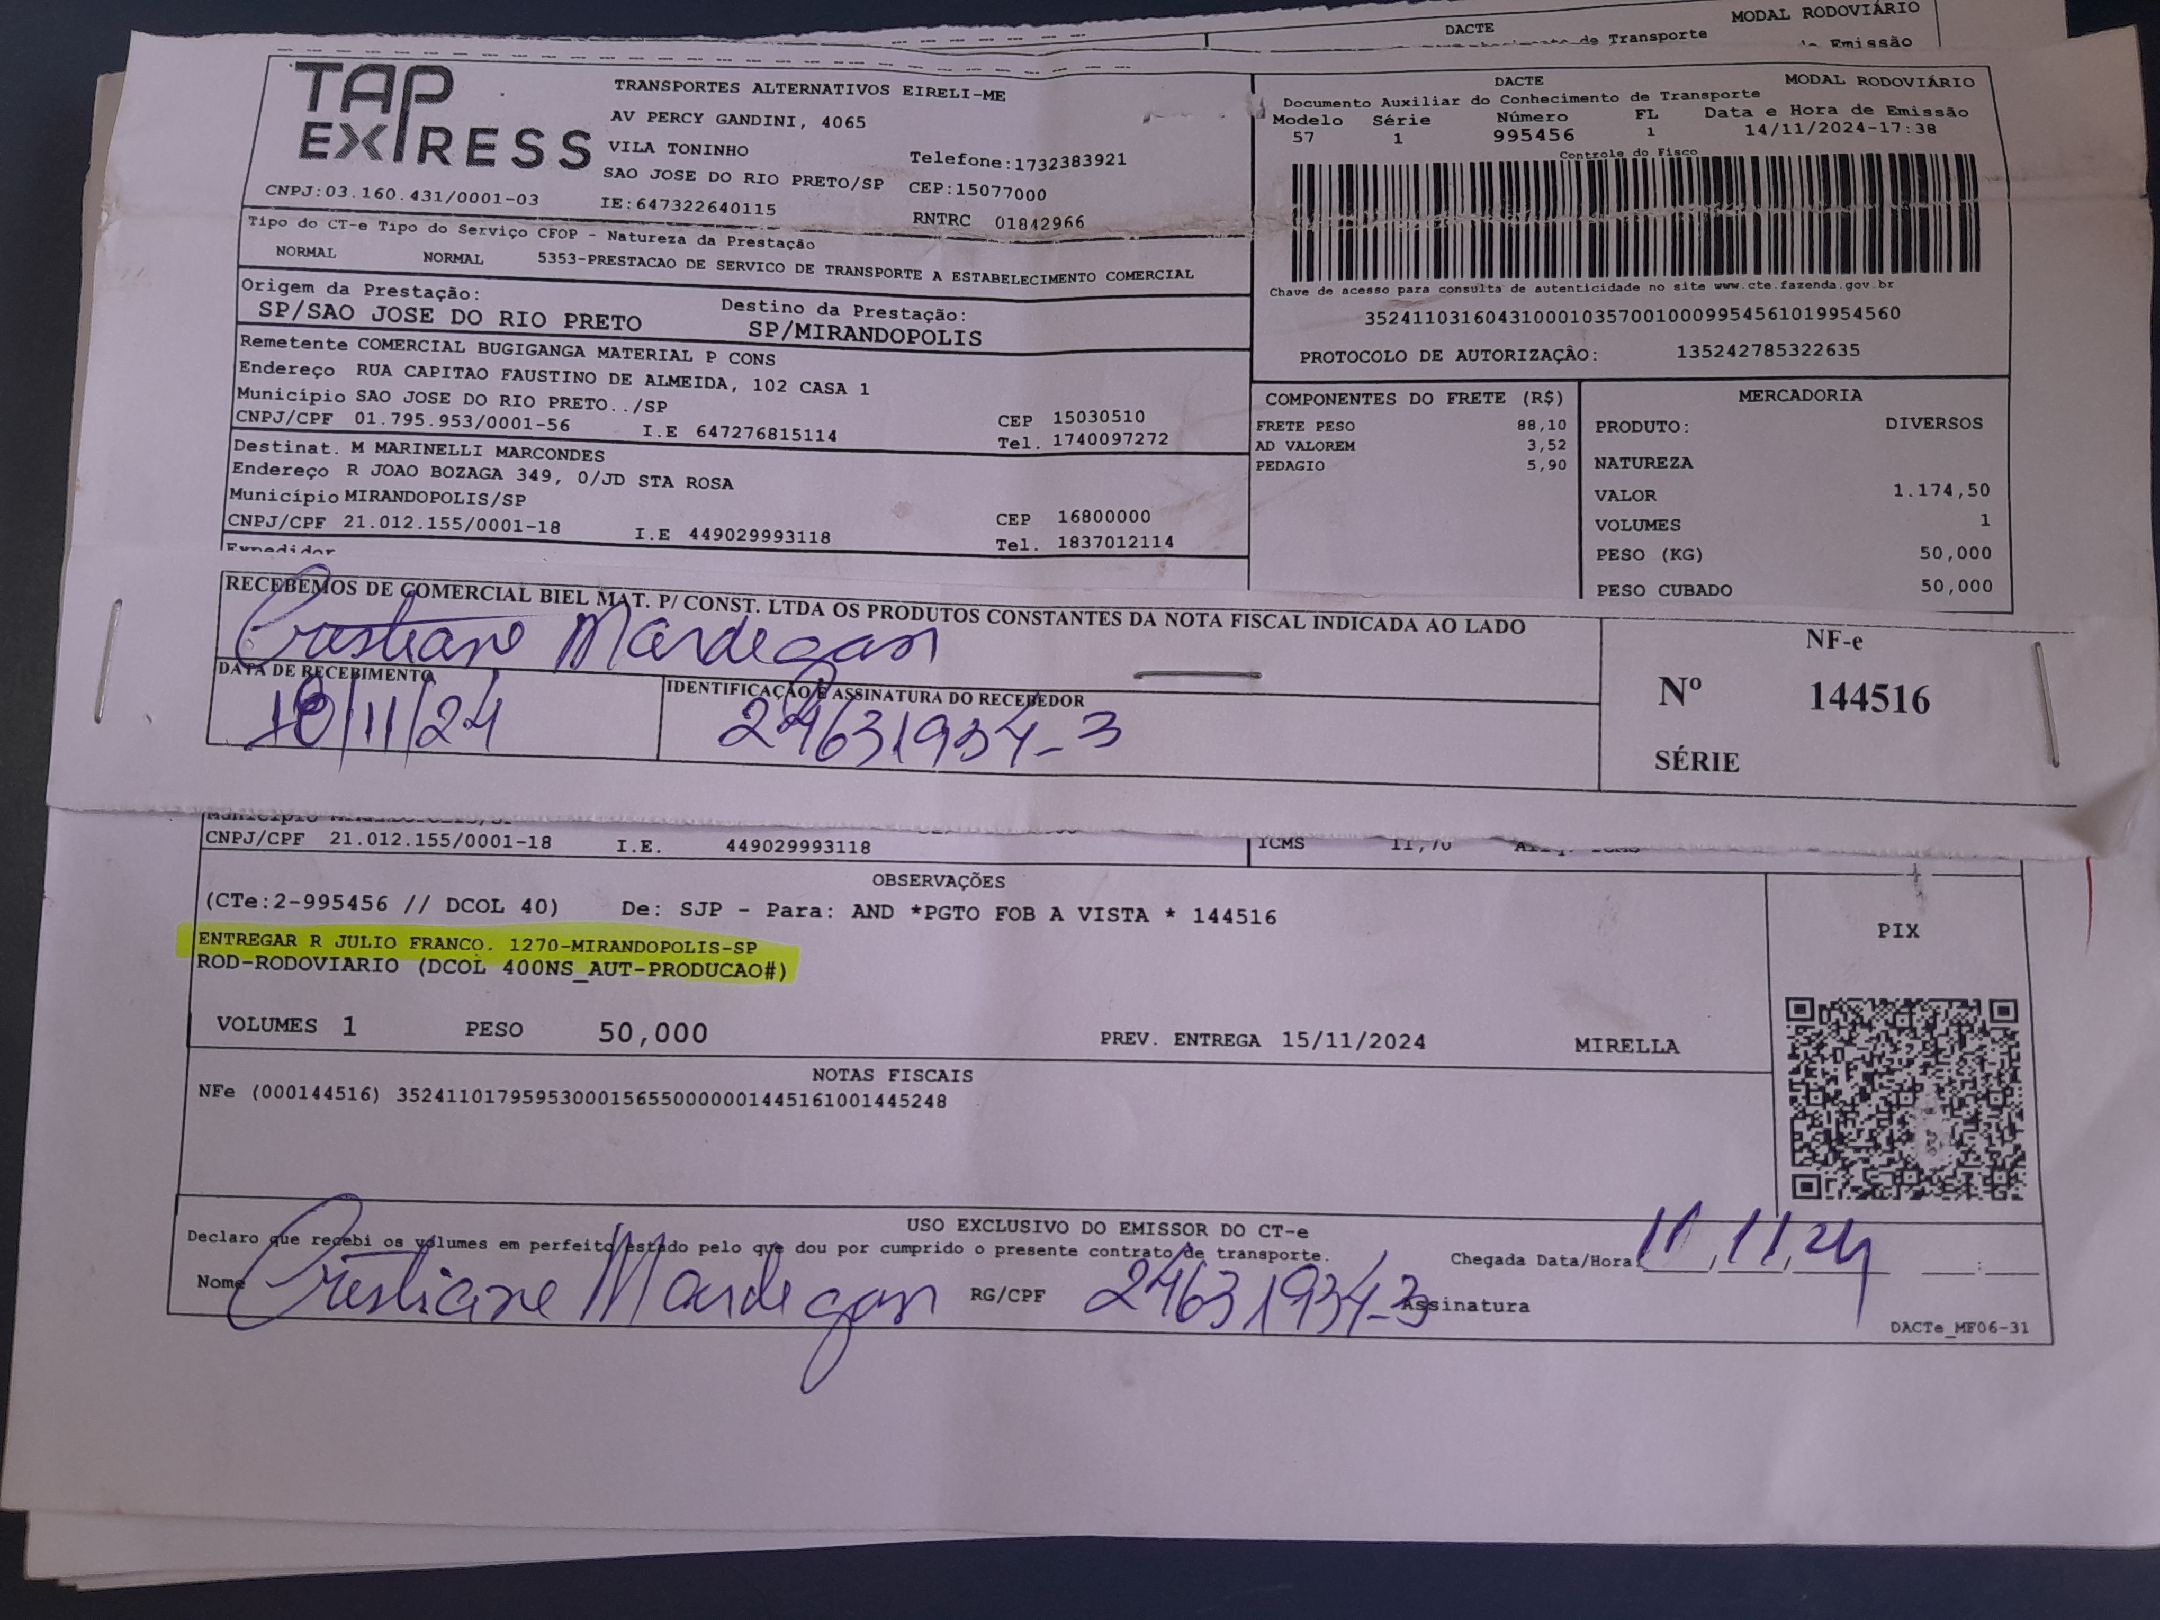 DACTE
MODAL RODOVIÁRIO
de Transporte
Emissão
TAP
EXPRESS
TRANSPORTES ALTERNATIVOS EIRELI-ME
AV PERCY GANDINI, 4065
VILA TONINHO
Telefone:1732383921
SAO JOSE DO RIO PRETO/SP CEP:15077000
CNPJ:03.160.431/0001-03 IE:647322640115 RNTRC 01842966
DACTE MODAL RODOVIÁRIO
Documento Auxiliar do Conhecimento de Transporte
Modelo Série Número FL Data e Hora de Emissão
57 1 995456 1 14/11/2024-17:38
Controle do Fisco
Chave de acesso para consulta de autenticidade no site www.cte.fazenda.gov.br
35241103160431000103570010009954561019954560
PROTOCOLO DE AUTORIZAÇÂO: 135242785322635
Tipo do CT-e Tipo do Serviço CFOP - Natureza da Prestação
NORMAL NORMAL 5353-PRESTACAO DE SERVICO DE TRANSPORTE A ESTABELECIMENTO COMERCIAL
Origem da Prestação: Destino da Prestação:
SP/SAO JOSE DO RIO PRETO SP/MIRANDOPOLIS
Remetente COMERCIAL BUGIGANGA MATERIAL P CONS
Endereço RUA CAPITAO FAUSTINO DE ALMEIDA, 102 CASA 1
Município SAO JOSE DO RIO PRETO../SP CEP 15030510
CNPJ/CPF 01.795.953/0001-56 I.E 647276815114 Tel. 1740097272
Destinat. M MARINELLI MARCONDES
Endereço R JOAO BOZAGA 349, 0/JD STA ROSA
Município MIRANDOPOLIS/SP CEP 16800000
CNPJ/CPF 21.012.155/0001-18 I.E 449029993118 Tel. 1837012114
Expedidor
COMPONENTES DO FRETE (R$)
FRETE PESO 88,10
AD VALOREM 3,52
PEDAGIO 5,90
MERCADORIA
PRODUTO: DIVERSOS
NATUREZA
VALOR 1.174,50
VOLUMES 1
PESO (KG) 50,000
PESO CUBADO 50,000
RECEBEMOS DE COMERCIAL BIEL MAT. P/ CONST. LTDA OS PRODUTOS CONSTANTES DA NOTA FISCAL INDICADA AO LADO
Cristiane Mardegan
DATA DE RECEBIMENTO
/11/24
IDENTIFICAÇÃO E ASSINATURA DO RECEBEDOR
24631934-3
NF-e
Nº 144516
SÉRIE
Município
CNPJ/CPF 21.012.155/0001-18 I.E. 449029993118
ICMS 11,70
OBSERVAÇÕES
(CTe:2-995456 // DCOL 40) De: SJP - Para: AND *PGTO FOB A VISTA * 144516
ENTREGAR R JULIO FRANCO. 1270-MIRANDOPOLIS-SP
ROD-RODOVIARIO (DCOL 400NS_AUT-PRODUCAO#)
VOLUMES 1 PESO 50,000 PREV. ENTREGA 15/11/2024 MIRELLA
PIX
NOTAS FISCAIS
NFe (000144516) 35241101795953000156550000001445161001445248
USO EXCLUSIVO DO EMISSOR DO CT-e
Declaro que recebi os volumes em perfeito estado pelo que dou por cumprido o presente contrato de transporte.
Chegada Data/Hora: 11,11,24 :
Nome Cristiane Mardegan RG/CPF 24631934-3 Assinatura
DACTe_MF06-31